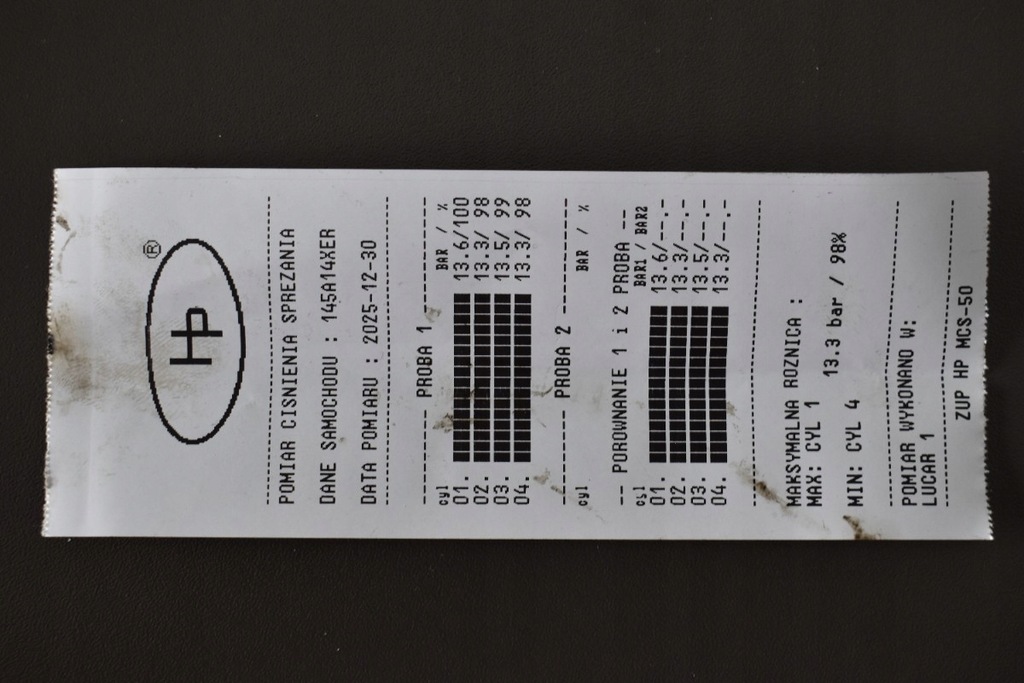 ®
HP
POMIAR CISNIENIA SPREZANIA
DANE SAMOCHODU : 145A14XER
DATA POMIARU : 2025-12-30
--- PROBA 1 ---
cyl BAR / %
01. 13.6/100
02. 13.3/ 98
03. 13.5/ 99
04. 13.3/ 98
--- PROBA 2 ---
cyl BAR / %
-- POROWNANIE 1 i 2 PROBA --
cyl BAR1 / BAR2
01. 13.6/--.-
02. 13.3/--.-
03. 13.5/--.-
04. 13.3/--.-
MAKSYMALNA ROZNICA :
MAX: CYL 1
13.3 bar / 98%
MIN: CYL 4
POMIAR WYKONANO W:
LUCAR 1
ZUP HP MCS-50